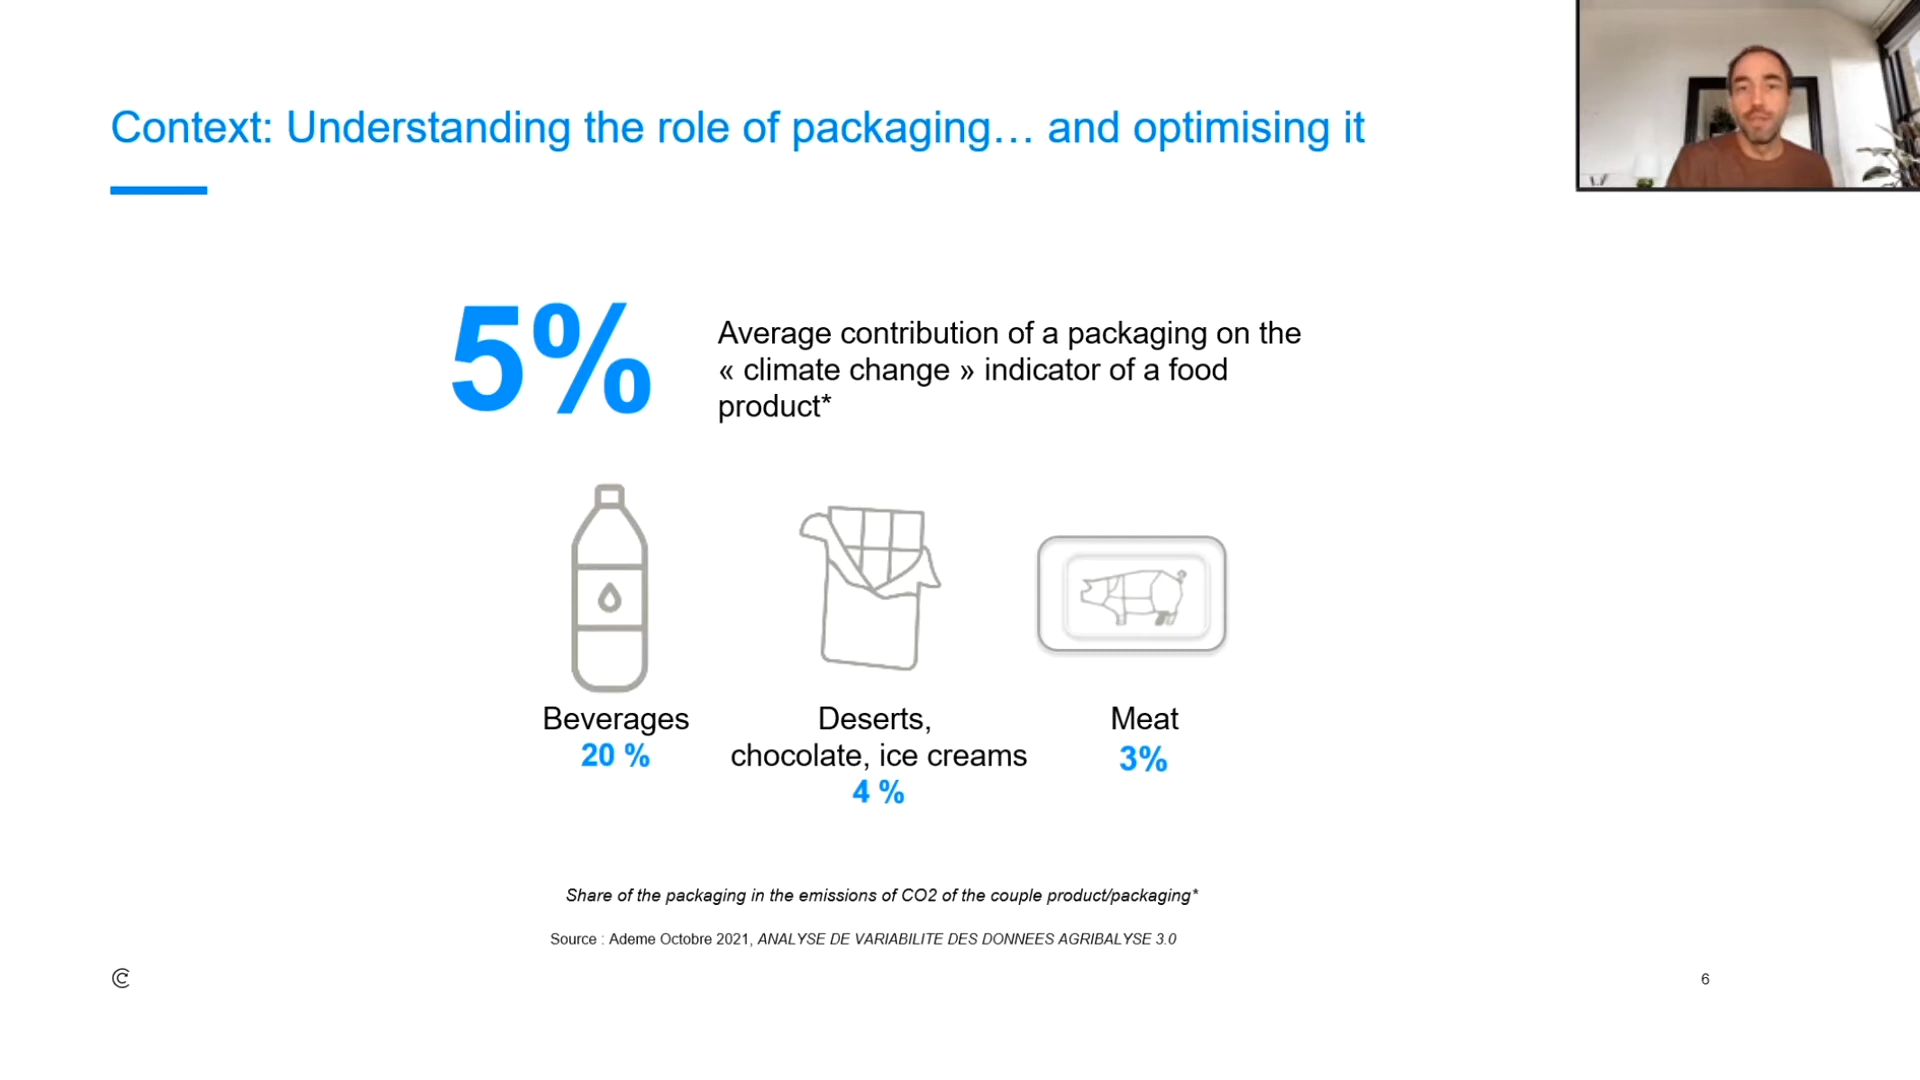 Context: Understanding the role of packaging… and optimising it
5%
Average contribution of a packaging on the
« climate change » indicator of a food
product*
Beverages
20 %
Deserts,
chocolate, ice creams
4 %
Meat
3%
Share of the packaging in the emissions of CO2 of the couple product/packaging*
Source : Ademe Octobre 2021, ANALYSE DE VARIABILITE DES DONNEES AGRIBALYSE 3.0
6